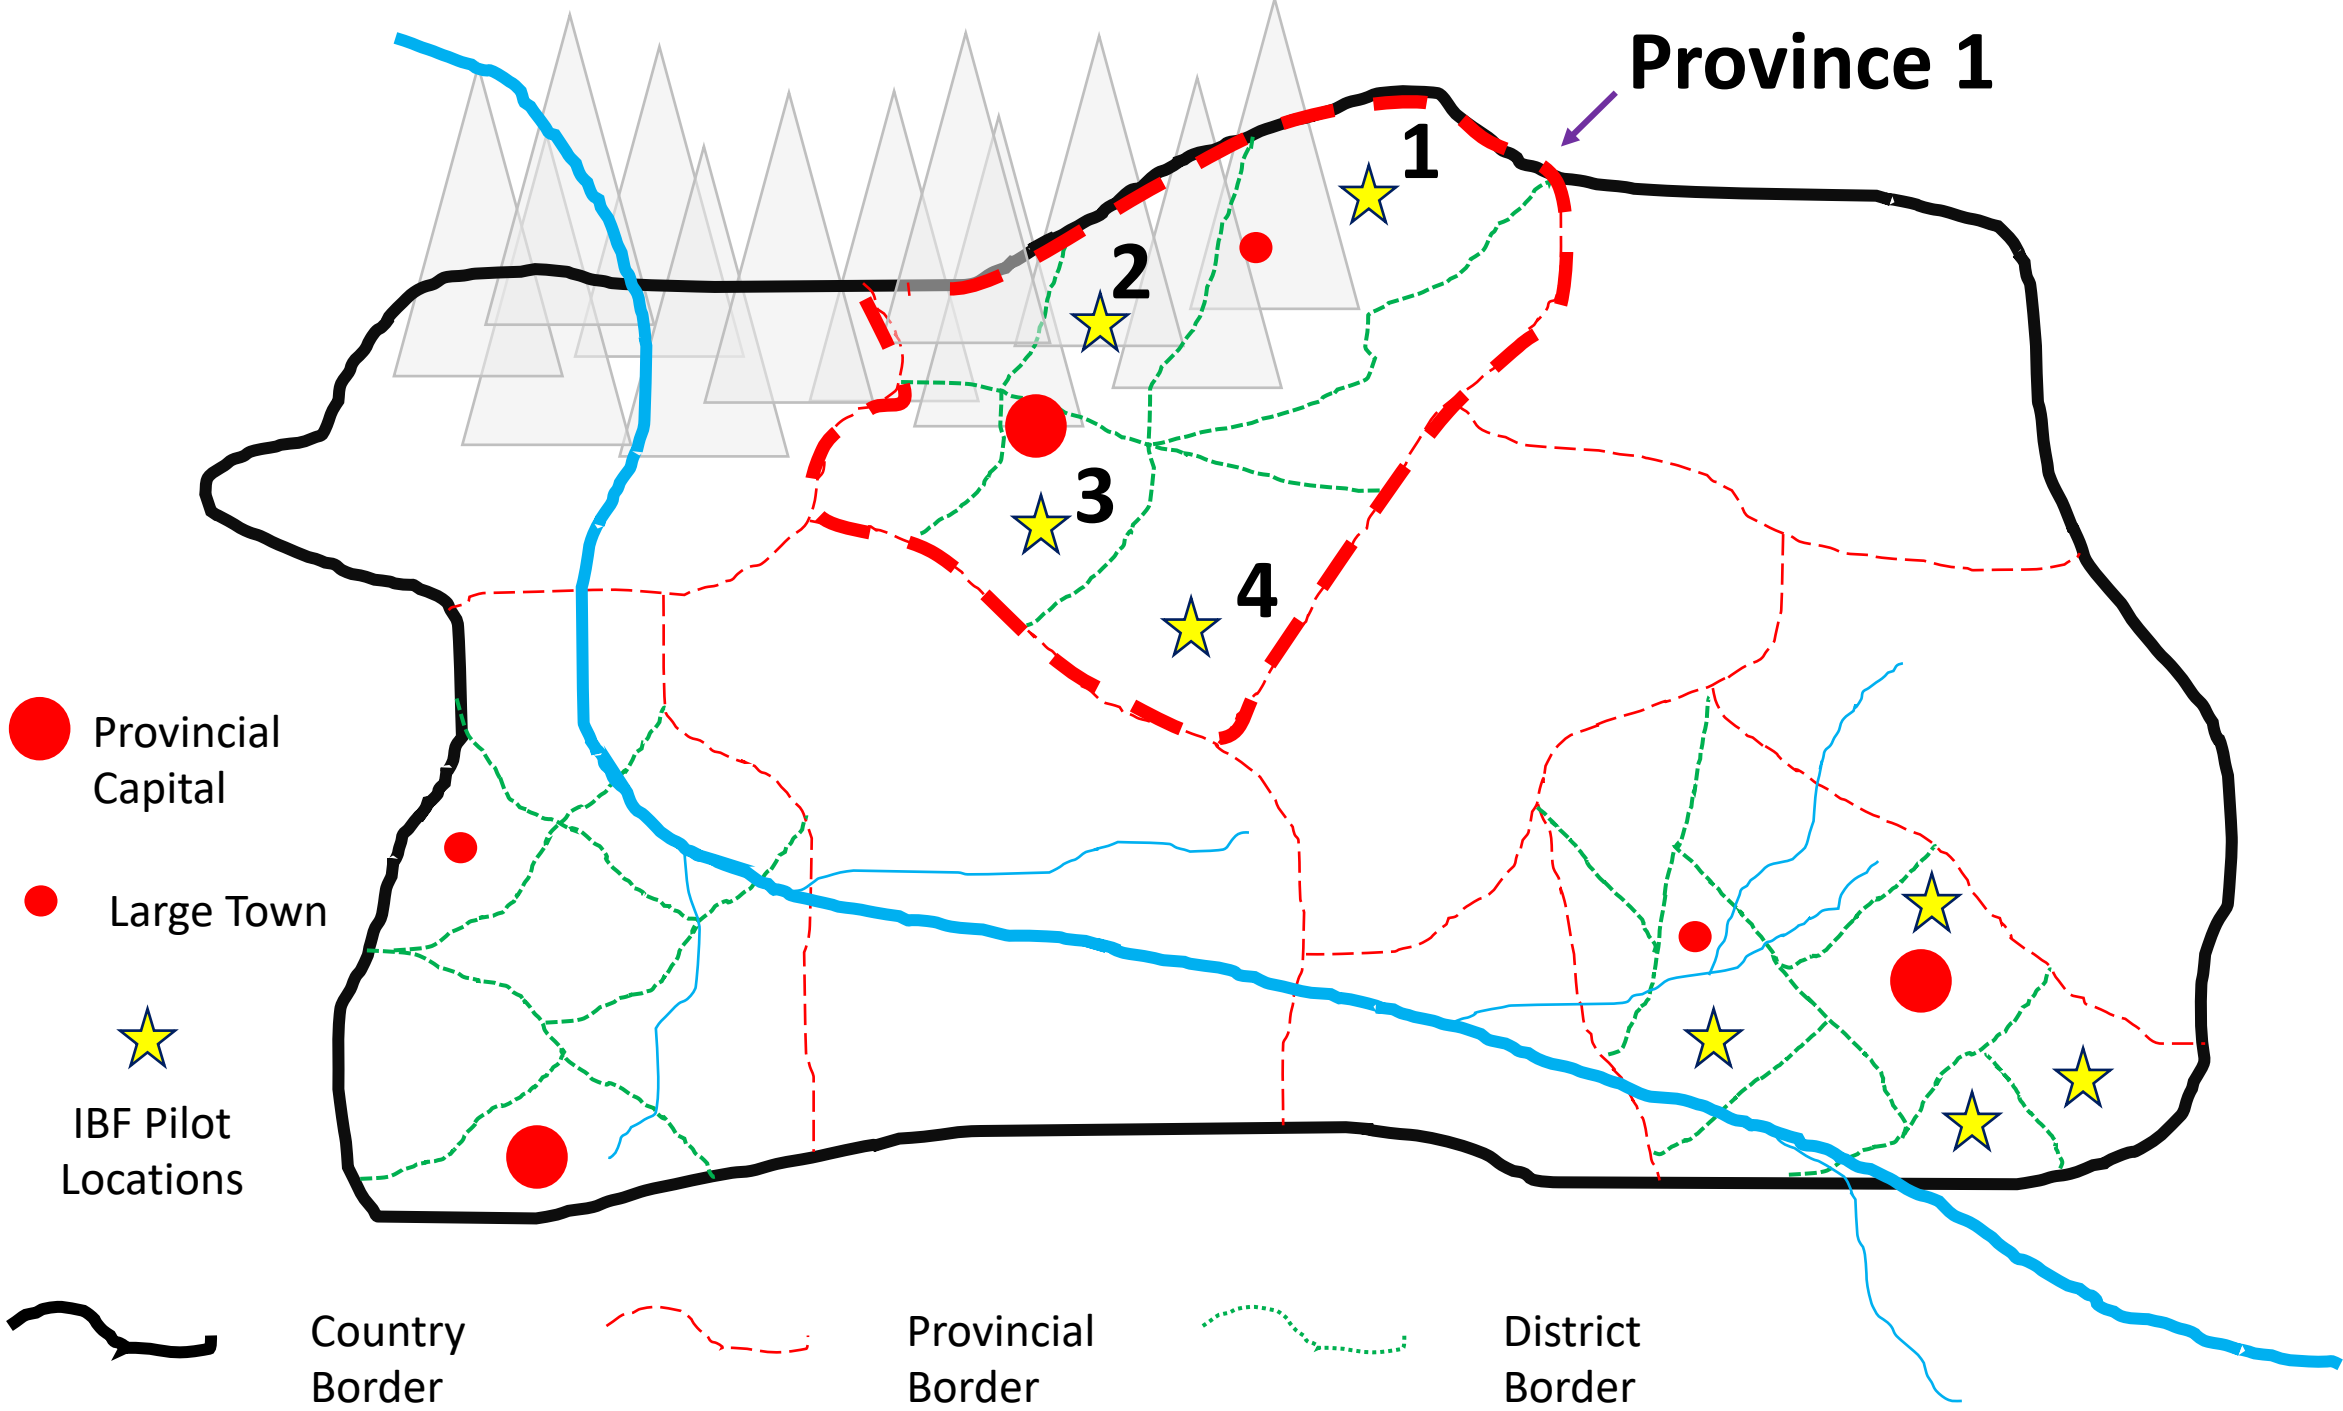 Province 1
1
2
3
4
Provincial
Capital
Large Town
IBF Pilot
Locations
Country
Border
Provincial
Border
District
Border